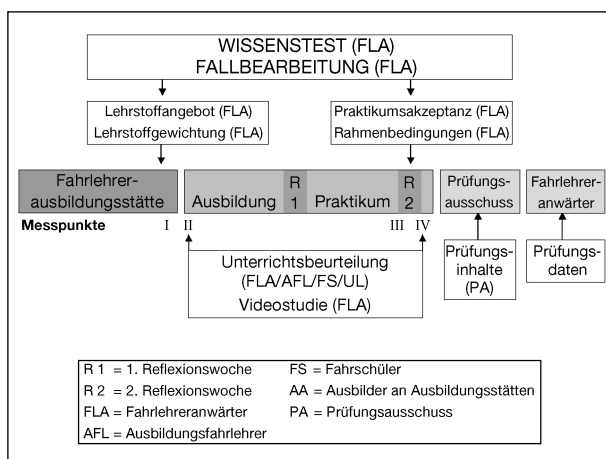 WISSENSTEST (FLA)
FALLBEARBEITUNG (FLA)
Lehrstoffangebot (FLA)
Lehrstoffgewichtung (FLA)
Praktikumsakzeptanz (FLA)
Rahmenbedingungen (FLA)
Fahrlehrer-
ausbildungsstätte
Ausbildung
R
1
Praktikum
R
2
Prüfungs-
ausschuss
Fahrlehrer-
anwärter
Messpunkte I II III IV
Unterrichtsbeurteilung
(FLA/AFL/FS/UL)
Videostudie (FLA)
Prüfungs-
inhalte
(PA)
Prüfungs-
daten
R 1 = 1. Reflexionswoche
R 2 = 2. Reflexionswoche
FLA = Fahrlehreranwärter
AFL = Ausbildungsfahrlehrer
FS = Fahrschüler
AA = Ausbilder an Ausbildungsstätten
PA = Prüfungsausschuss